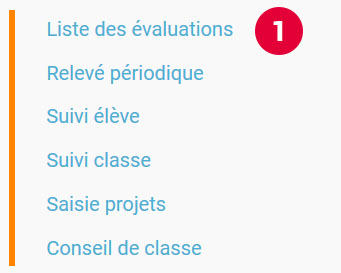 Liste des évaluations 1
Relevé périodique
Suivi élève
Suivi classe
Saisie projets
Conseil de classe